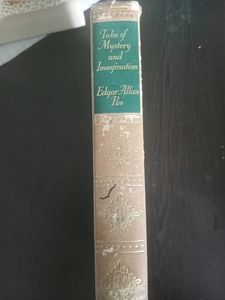 Tales of
Mystery
and
Imagination
Edgar Allan
Poe